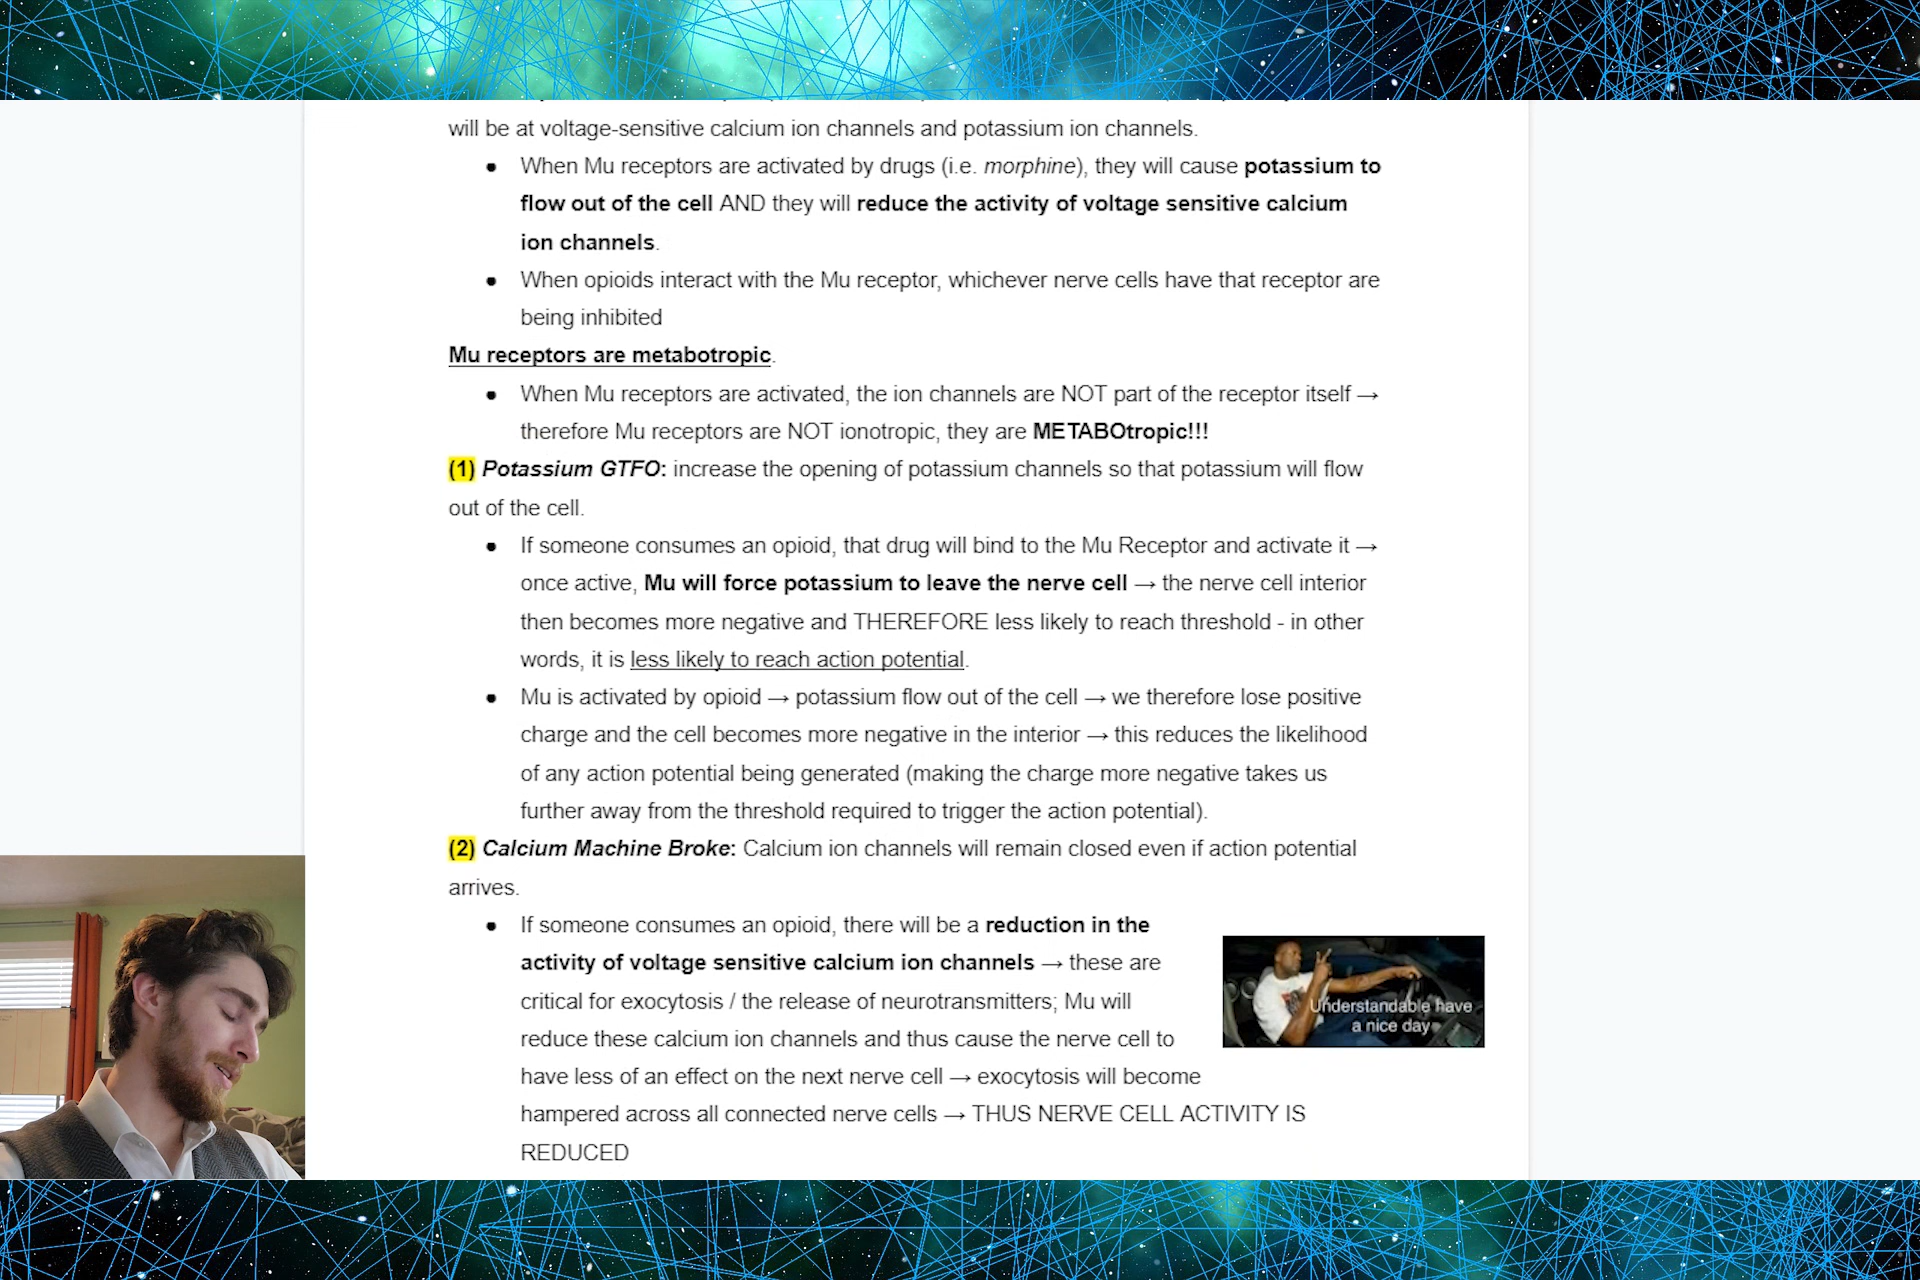 will be at voltage-sensitive calcium ion channels and potassium ion channels.
● When Mu receptors are activated by drugs (i.e. morphine), they will cause potassium to
flow out of the cell AND they will reduce the activity of voltage sensitive calcium
ion channels.
● When opioids interact with the Mu receptor, whichever nerve cells have that receptor are
being inhibited
Mu receptors are metabotropic.
● When Mu receptors are activated, the ion channels are NOT part of the receptor itself →
therefore Mu receptors are NOT ionotropic, they are METABOtropic!!!
(1) Potassium GTFO: increase the opening of potassium channels so that potassium will flow
out of the cell.
● If someone consumes an opioid, that drug will bind to the Mu Receptor and activate it →
once active, Mu will force potassium to leave the nerve cell → the nerve cell interior
then becomes more negative and THEREFORE less likely to reach threshold - in other
words, it is less likely to reach action potential.
● Mu is activated by opioid → potassium flow out of the cell → we therefore lose positive
charge and the cell becomes more negative in the interior → this reduces the likelihood
of any action potential being generated (making the charge more negative takes us
further away from the threshold required to trigger the action potential).
(2) Calcium Machine Broke: Calcium ion channels will remain closed even if action potential
arrives.
● If someone consumes an opioid, there will be a reduction in the
activity of voltage sensitive calcium ion channels → these are
critical for exocytosis / the release of neurotransmitters; Mu will
reduce these calcium ion channels and thus cause the nerve cell to
have less of an effect on the next nerve cell → exocytosis will become
hampered across all connected nerve cells → THUS NERVE CELL ACTIVITY IS
REDUCED
Understandable have
a nice day